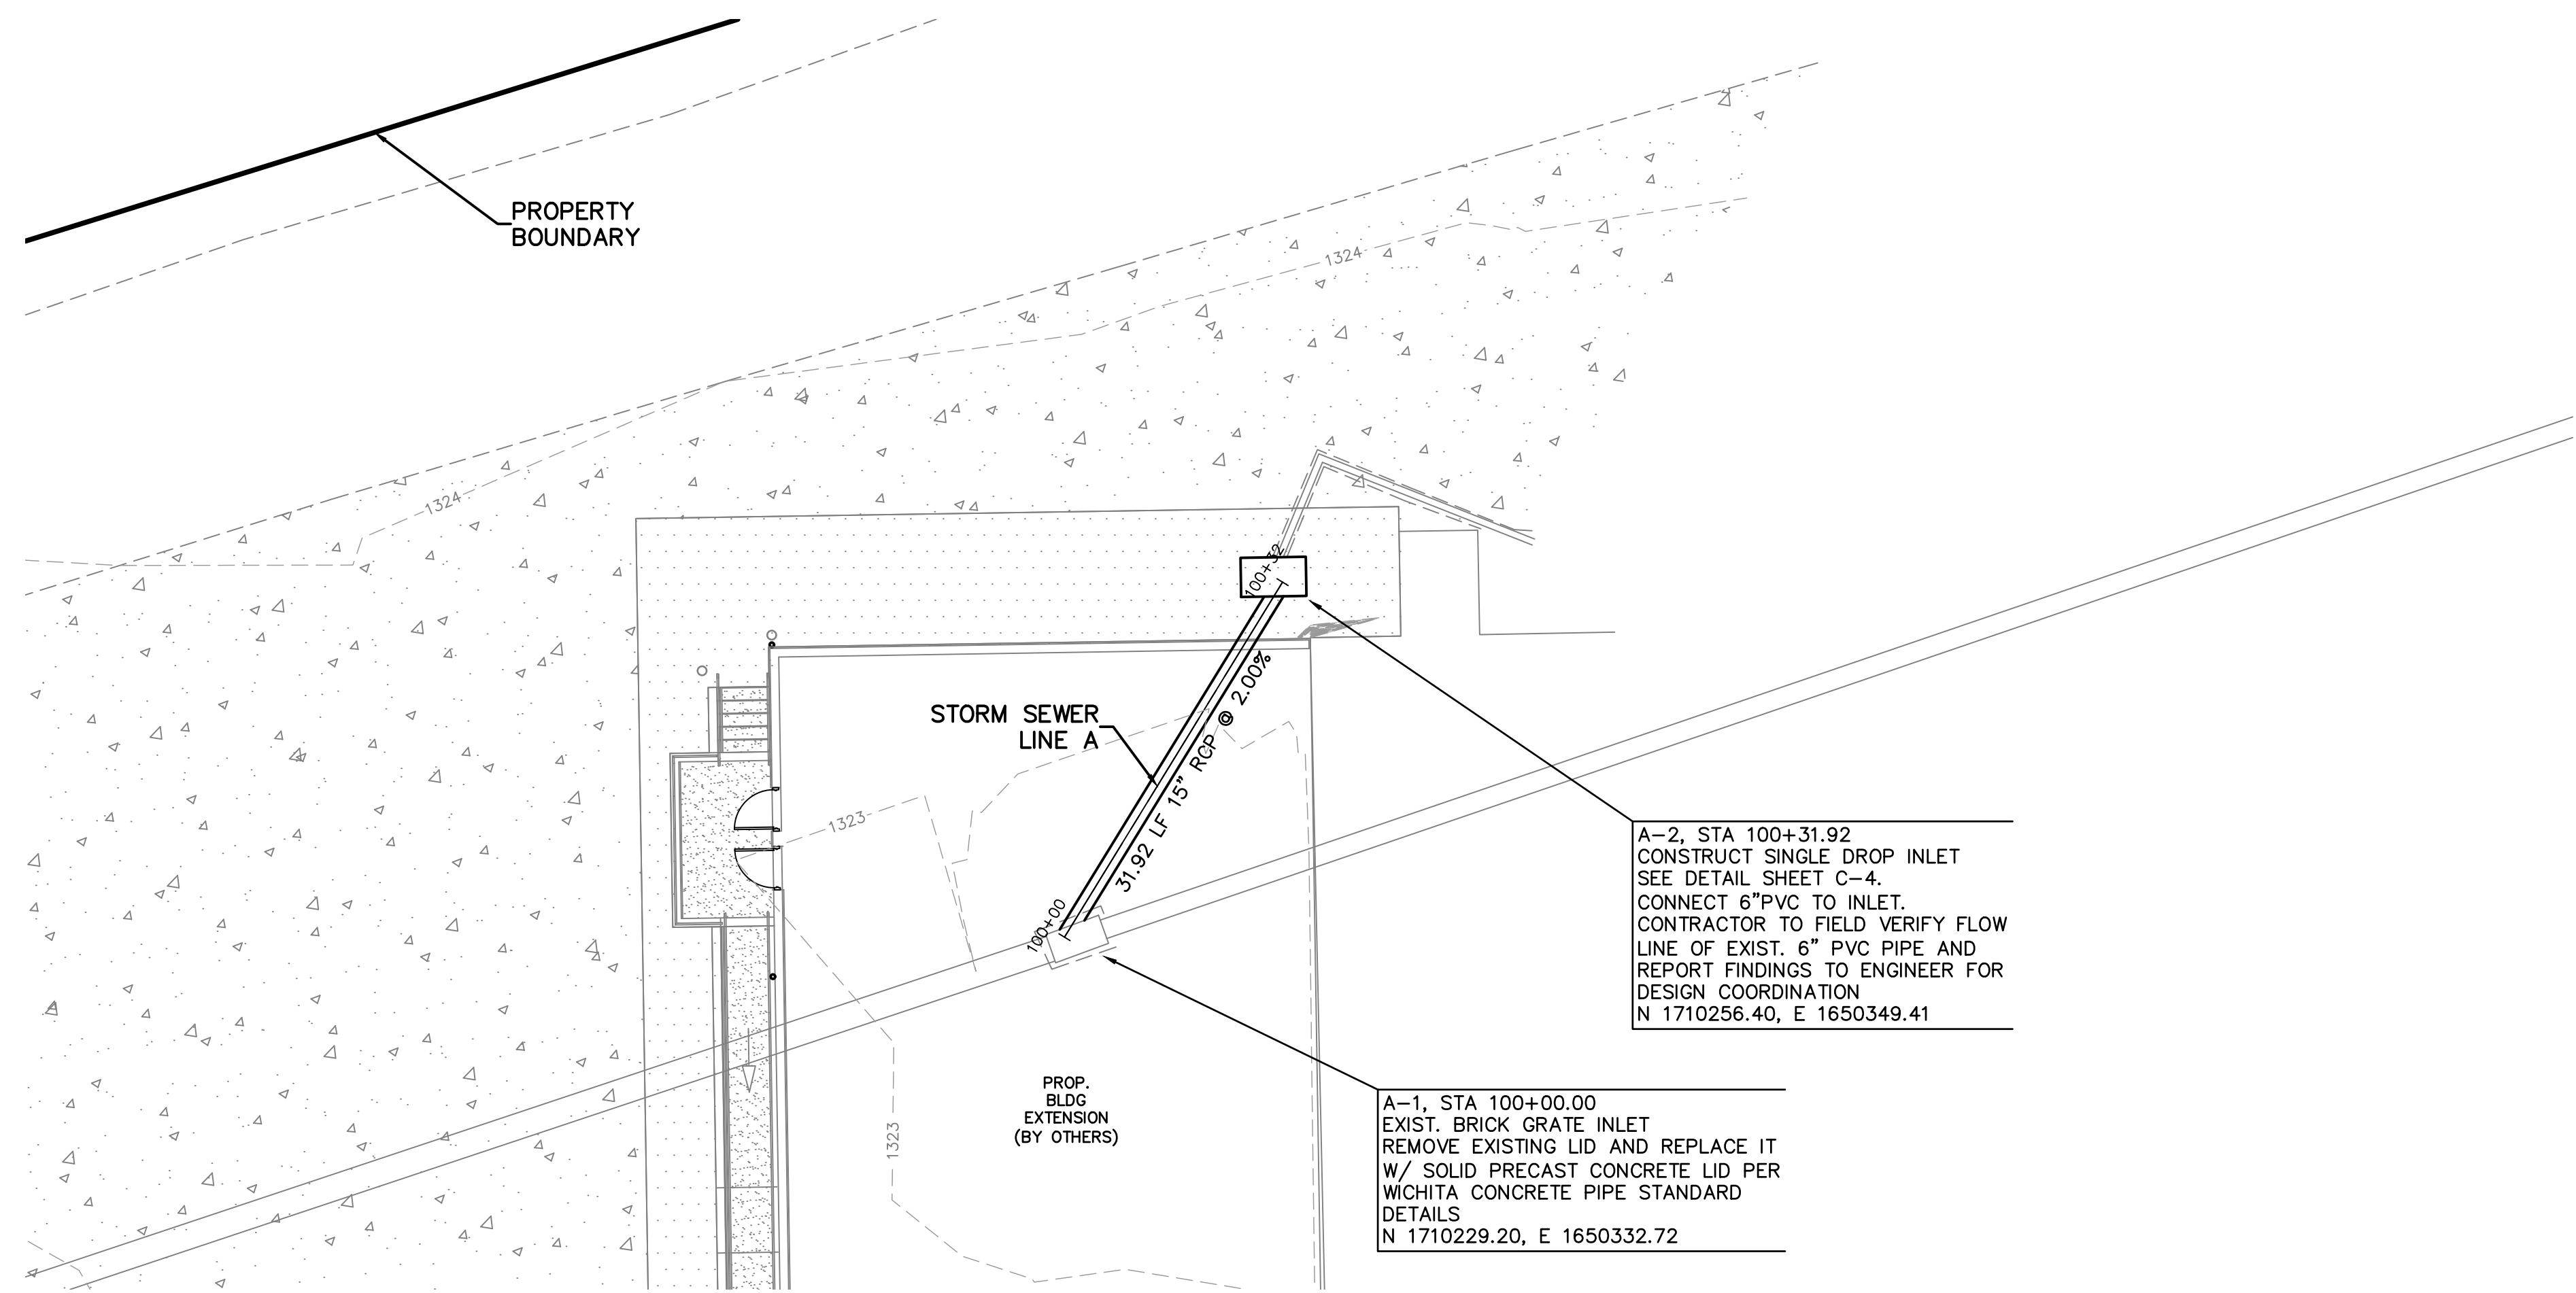 PROPERTY
BOUNDARY
1324
1324
100+32
STORM SEWER
LINE A
31.92 LF 15" RCP @ 2.00%
1323
100+00
1323
PROP.
BLDG
EXTENSION
(BY OTHERS)
A-2, STA 100+31.92
CONSTRUCT SINGLE DROP INLET
SEE DETAIL SHEET C-4.
CONNECT 6"PVC TO INLET.
CONTRACTOR TO FIELD VERIFY FLOW
LINE OF EXIST. 6" PVC PIPE AND
REPORT FINDINGS TO ENGINEER FOR
DESIGN COORDINATION
N 1710256.40, E 1650349.41
A-1, STA 100+00.00
EXIST. BRICK GRATE INLET
REMOVE EXISTING LID AND REPLACE IT
W/ SOLID PRECAST CONCRETE LID PER
WICHITA CONCRETE PIPE STANDARD
DETAILS
N 1710229.20, E 1650332.72